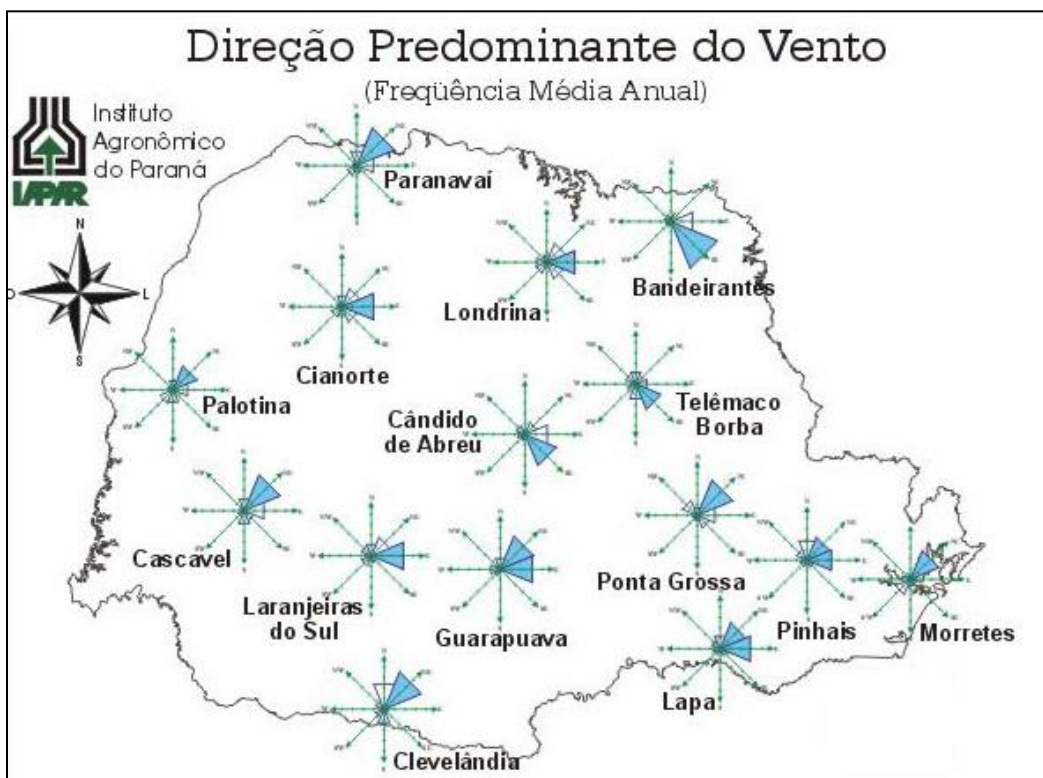 Direção Predominante do Vento
(Freqüência Média Anual)
Instituto
Agronômico
do Paraná
IAPAR
N
O
L
S
Paranavaí
Bandeirantes
Londrina
Cianorte
Palotina
Cândido
de Abreu
Telêmaco
Borba
Cascavel
Laranjeiras
do Sul
Guarapuava
Ponta Grossa
Pinhais
Morretes
Lapa
Clevelândia